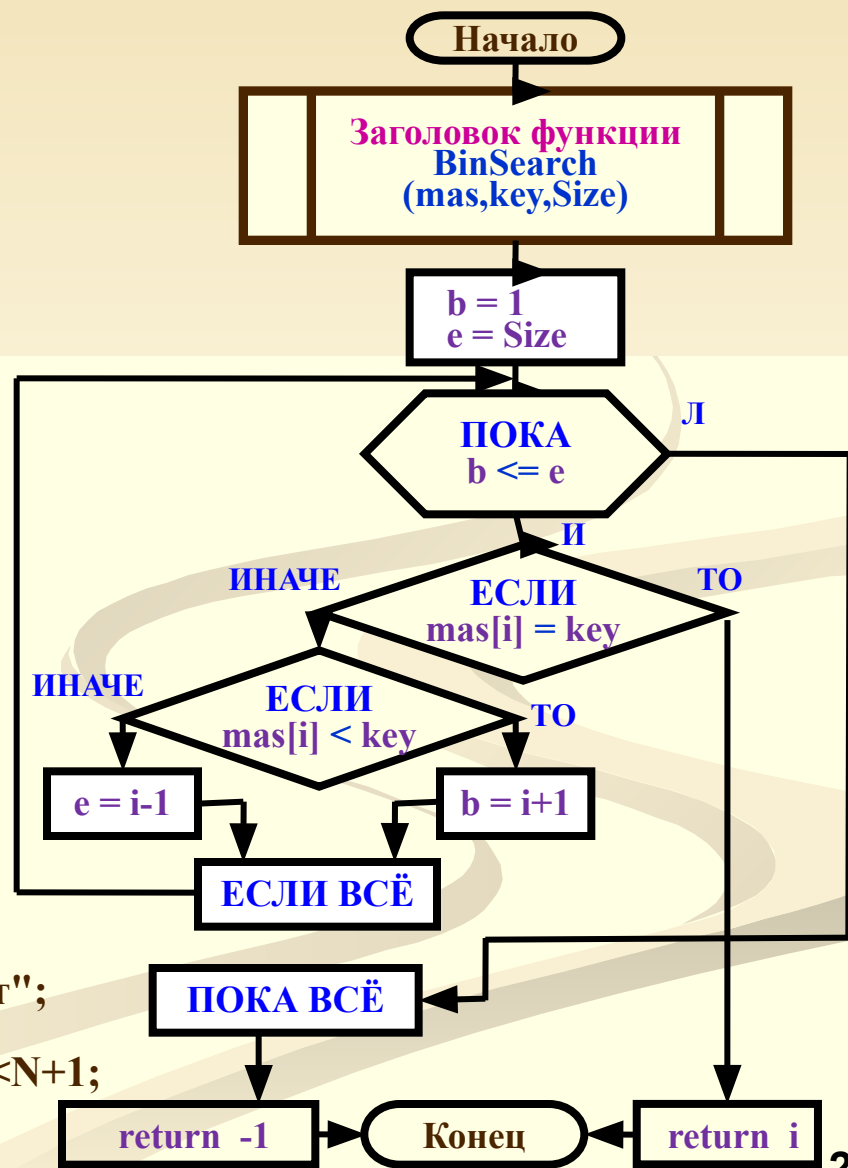 Начало
Заголовок функции
BinSearch
(mas,key,Size)
b = 1
e = Size
ПОКА
b <= e
Л
И
ИНАЧЕ
ЕСЛИ
mas[i] = key
ТО
ИНАЧЕ
ЕСЛИ
mas[i] < key
ТО
e = i-1
b = i+1
ЕСЛИ ВСЁ
т";
ПОКА ВСЁ
<N+1;
return -1
Конец
return i
2